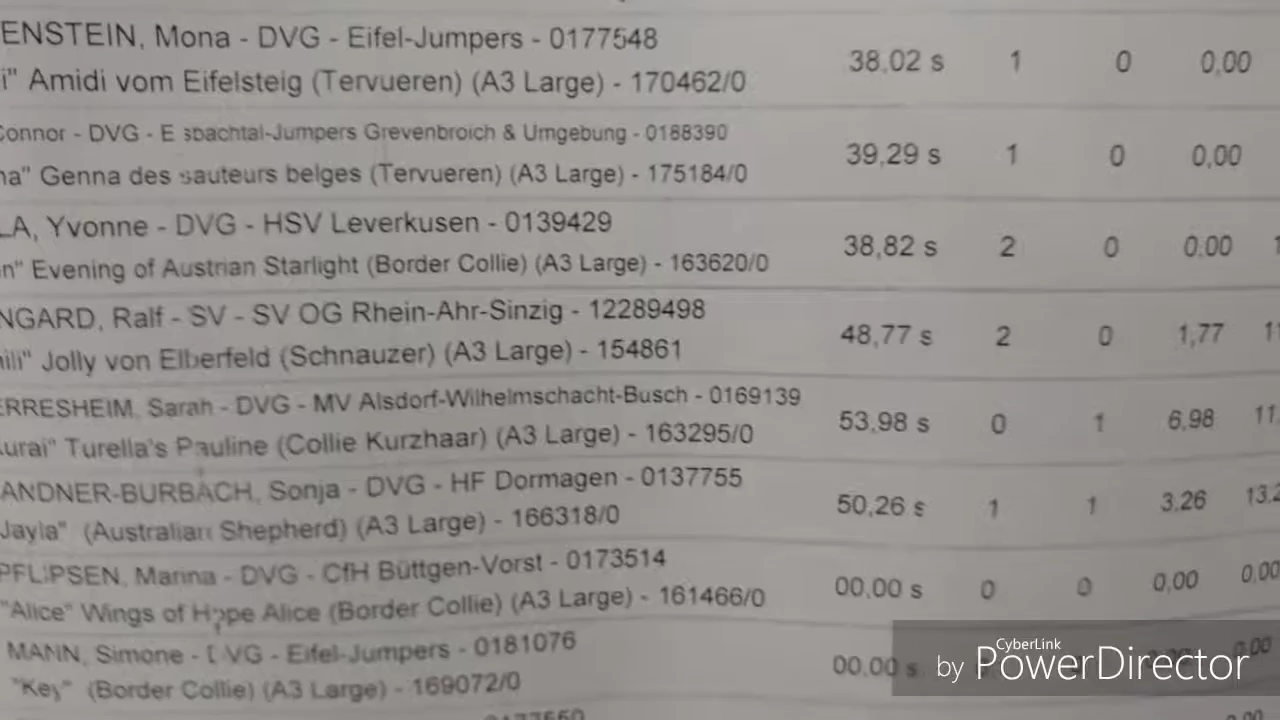 ENSTEIN, Mona - DVG - Eifel-Jumpers - 0177548
i" Amidi vom Eifelsteig (Tervueren) (A3 Large) - 170462/0 38,02 s 1 0 0,00
Connor - DVG - E sbachtal-Jumpers Grevenbroich & Umgebung - 0188390
na" Genna des sauteurs belges (Tervueren) (A3 Large) - 175184/0 39,29 s 1 0 0,00
LA, Yvonne - DVG - HSV Leverkusen - 0139429
n" Evening of Austrian Starlight (Border Collie) (A3 Large) - 163620/0 38,82 s 2 0 0,00
NGARD, Ralf - SV - SV OG Rhein-Ahr-Sinzig - 12289498
ili" Jolly von Elberfeld (Schnauzer) (A3 Large) - 154861 48,77 s 2 0 1,77 11
ERRESHEIM, Sarah - DVG - MV Alsdorf-Wilhelmschacht-Busch - 0169139
urai" Turella's Pauline (Collie Kurzhaar) (A3 Large) - 163295/0 53,98 s 0 1 6,98 11,
ANDNER-BURBACH, Sonja - DVG - HF Dormagen - 0137755
Jayla" (Australian Shepherd) (A3 Large) - 166318/0 50,26 s 1 1 3,26 13,2
PFLIPSEN, Marina - DVG - CfH Büttgen-Vorst - 0173514
"Alice" Wings of Hope Alice (Border Collie) (A3 Large) - 161466/0 00,00 s 0 0 0,00 0,00
MANN, Simone - DVG - Eifel-Jumpers - 0181076
"Key" (Border Collie) (A3 Large) - 169072/0 00,00 s
CyberLink
by PowerDirector